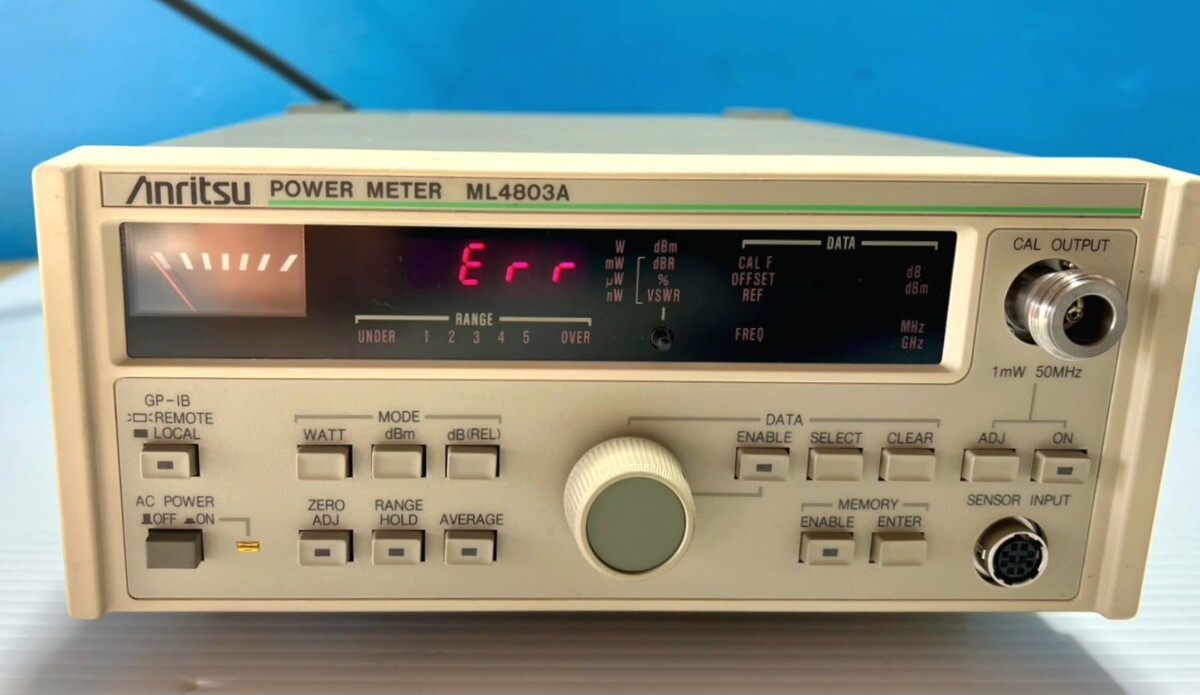 Anritsu POWER METER ML4803A
Err
W
mW
µW
nW
dBm
dBR
%
VSWR
DATA
CAL F
OFFSET
REF
dB
dBm
FREQ
MHz
GHz
RANGE
UNDER 1 2 3 4 5 OVER
CAL OUTPUT
1mW 50MHz
GP-IB
REMOTE
LOCAL
MODE
WATT dBm dB(REL)
DATA
ENABLE SELECT CLEAR
ADJ ON
AC POWER
OFF ON
ZERO
ADJ
RANGE
HOLD
AVERAGE
MEMORY
ENABLE ENTER
SENSOR INPUT